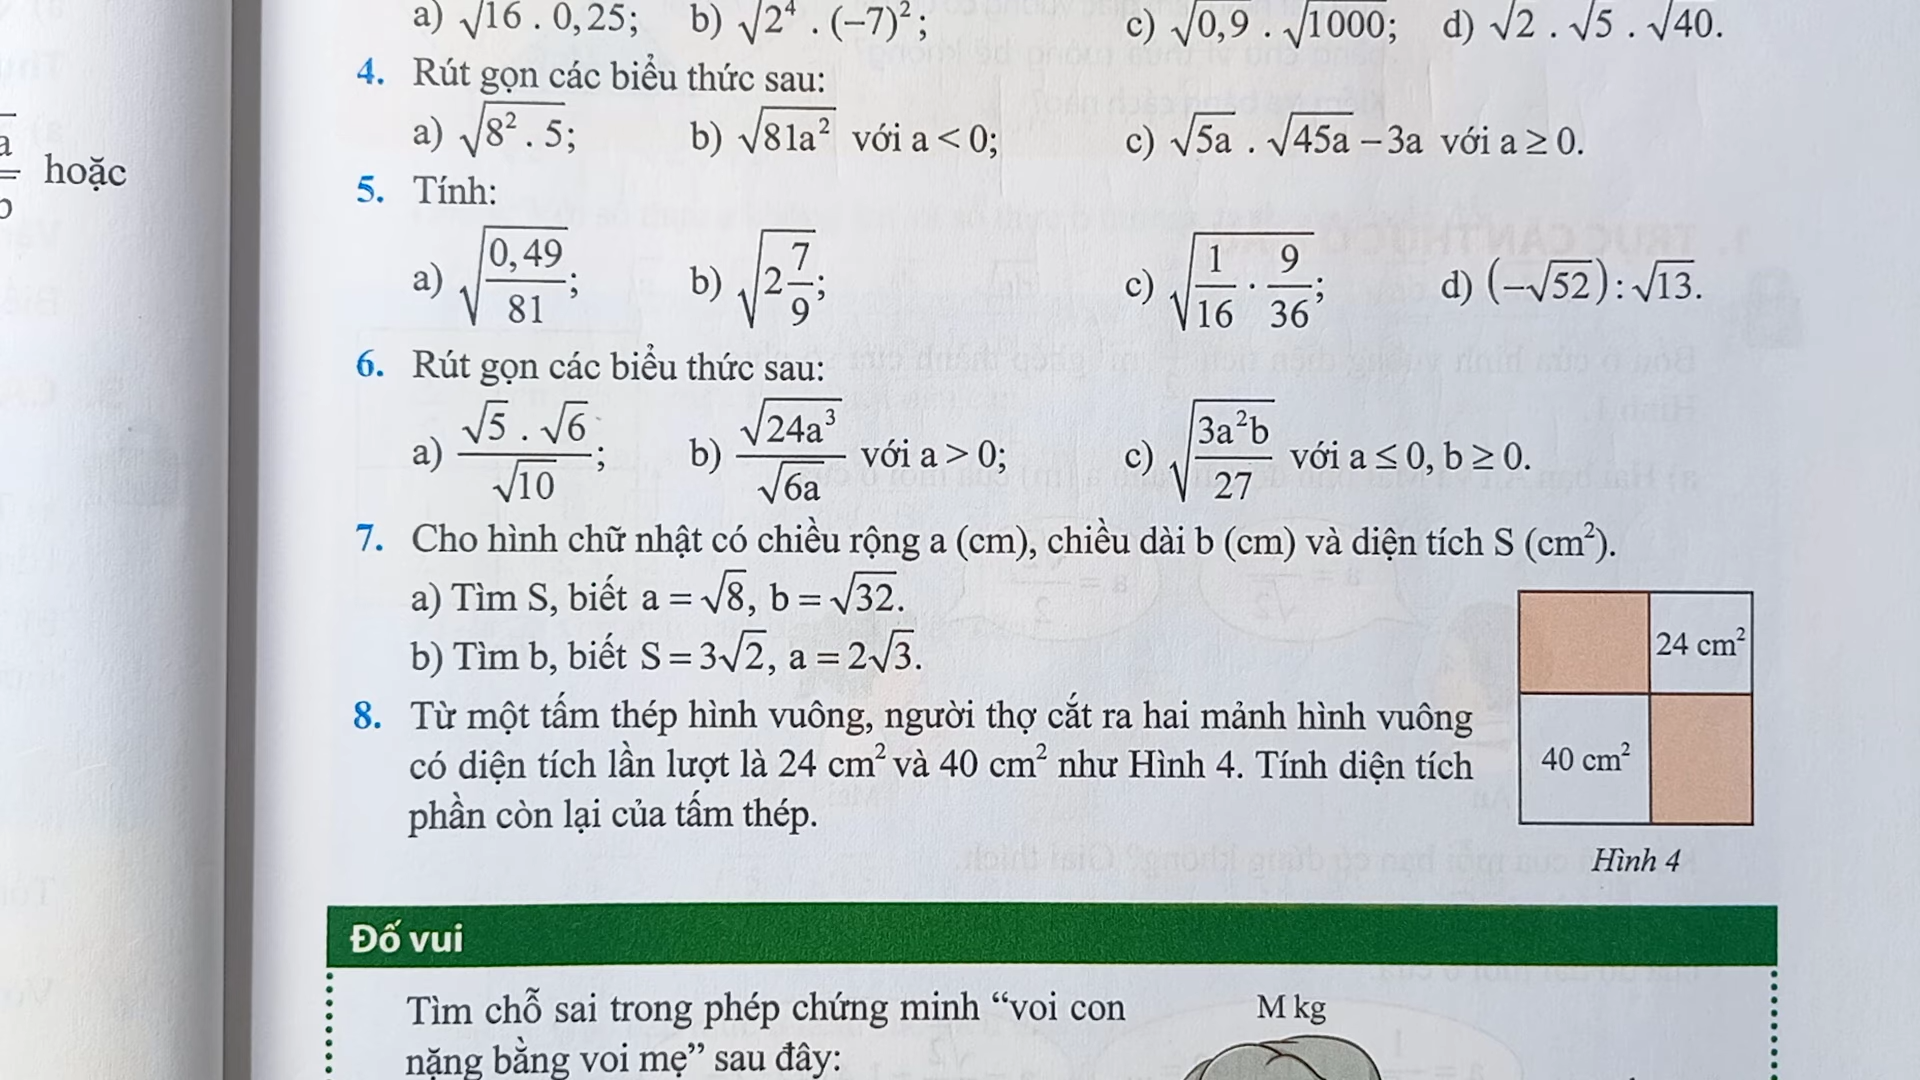 a) √16 . 0,25; b) √2⁴ . (−7)²; c) √0,9 . √1000; d) √2 . √5 . √40.
4. Rút gọn các biểu thức sau:
a) √8² . 5; b) √81a² với a < 0; c) √5a . √45a − 3a với a ≥ 0.
hoặc
5. Tính:
a) √(0,49/81); b) √(2 7/9); c) √(1/16 · 9/36); d) (−√52) : √13.
6. Rút gọn các biểu thức sau:
a) (√5 . √6)/√10; b) √24a³/√6a với a > 0; c) √(3a²b/27) với a ≤ 0, b ≥ 0.
7. Cho hình chữ nhật có chiều rộng a (cm), chiều dài b (cm) và diện tích S (cm²).
a) Tìm S, biết a = √8, b = √32.
b) Tìm b, biết S = 3√2, a = 2√3.
8. Từ một tấm thép hình vuông, người thợ cắt ra hai mảnh hình vuông
có diện tích lần lượt là 24 cm² và 40 cm² như Hình 4. Tính diện tích
phần còn lại của tấm thép.
24 cm²
40 cm²
Hình 4
Đố vui
Tìm chỗ sai trong phép chứng minh “voi con
nặng bằng voi mẹ” sau đây:
M kg